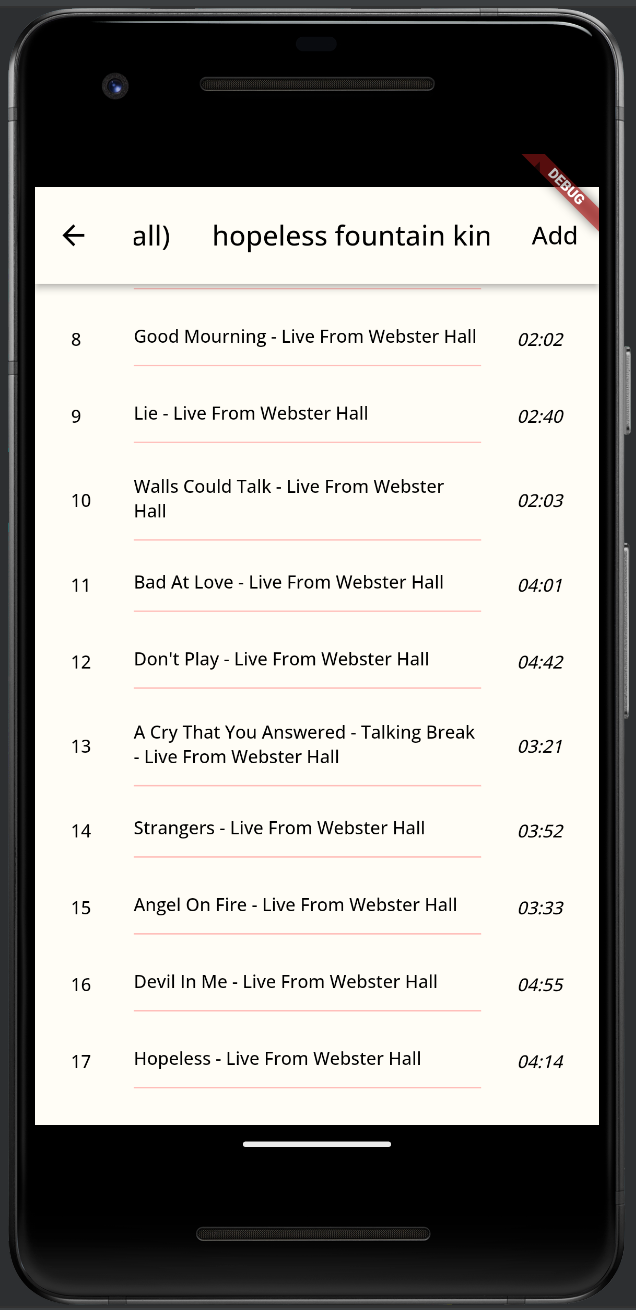 DEBUG
all) hopeless fountain kin Add
8 Good Mourning - Live From Webster Hall 02:02
9 Lie - Live From Webster Hall 02:40
10 Walls Could Talk - Live From Webster 02:03
Hall
11 Bad At Love - Live From Webster Hall 04:01
12 Don't Play - Live From Webster Hall 04:42
13 A Cry That You Answered - Talking Break 03:21
- Live From Webster Hall
14 Strangers - Live From Webster Hall 03:52
15 Angel On Fire - Live From Webster Hall 03:33
16 Devil In Me - Live From Webster Hall 04:55
17 Hopeless - Live From Webster Hall 04:14